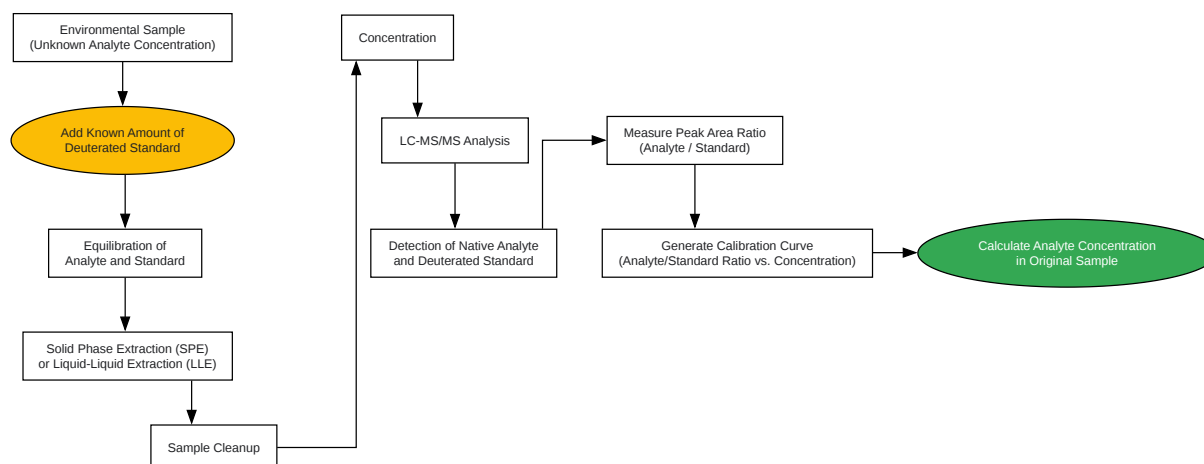 Environmental Sample
(Unknown Analyte Concentration)
Add Known Amount of
Deuterated Standard
Equilibration of
Analyte and Standard
Solid Phase Extraction (SPE)
or Liquid-Liquid Extraction (LLE)
Sample Cleanup
Concentration
LC-MS/MS Analysis
Detection of Native Analyte
and Deuterated Standard
Measure Peak Area Ratio
(Analyte / Standard)
Generate Calibration Curve
(Analyte/Standard Ratio vs. Concentration)
Calculate Analyte Concentration
in Original Sample